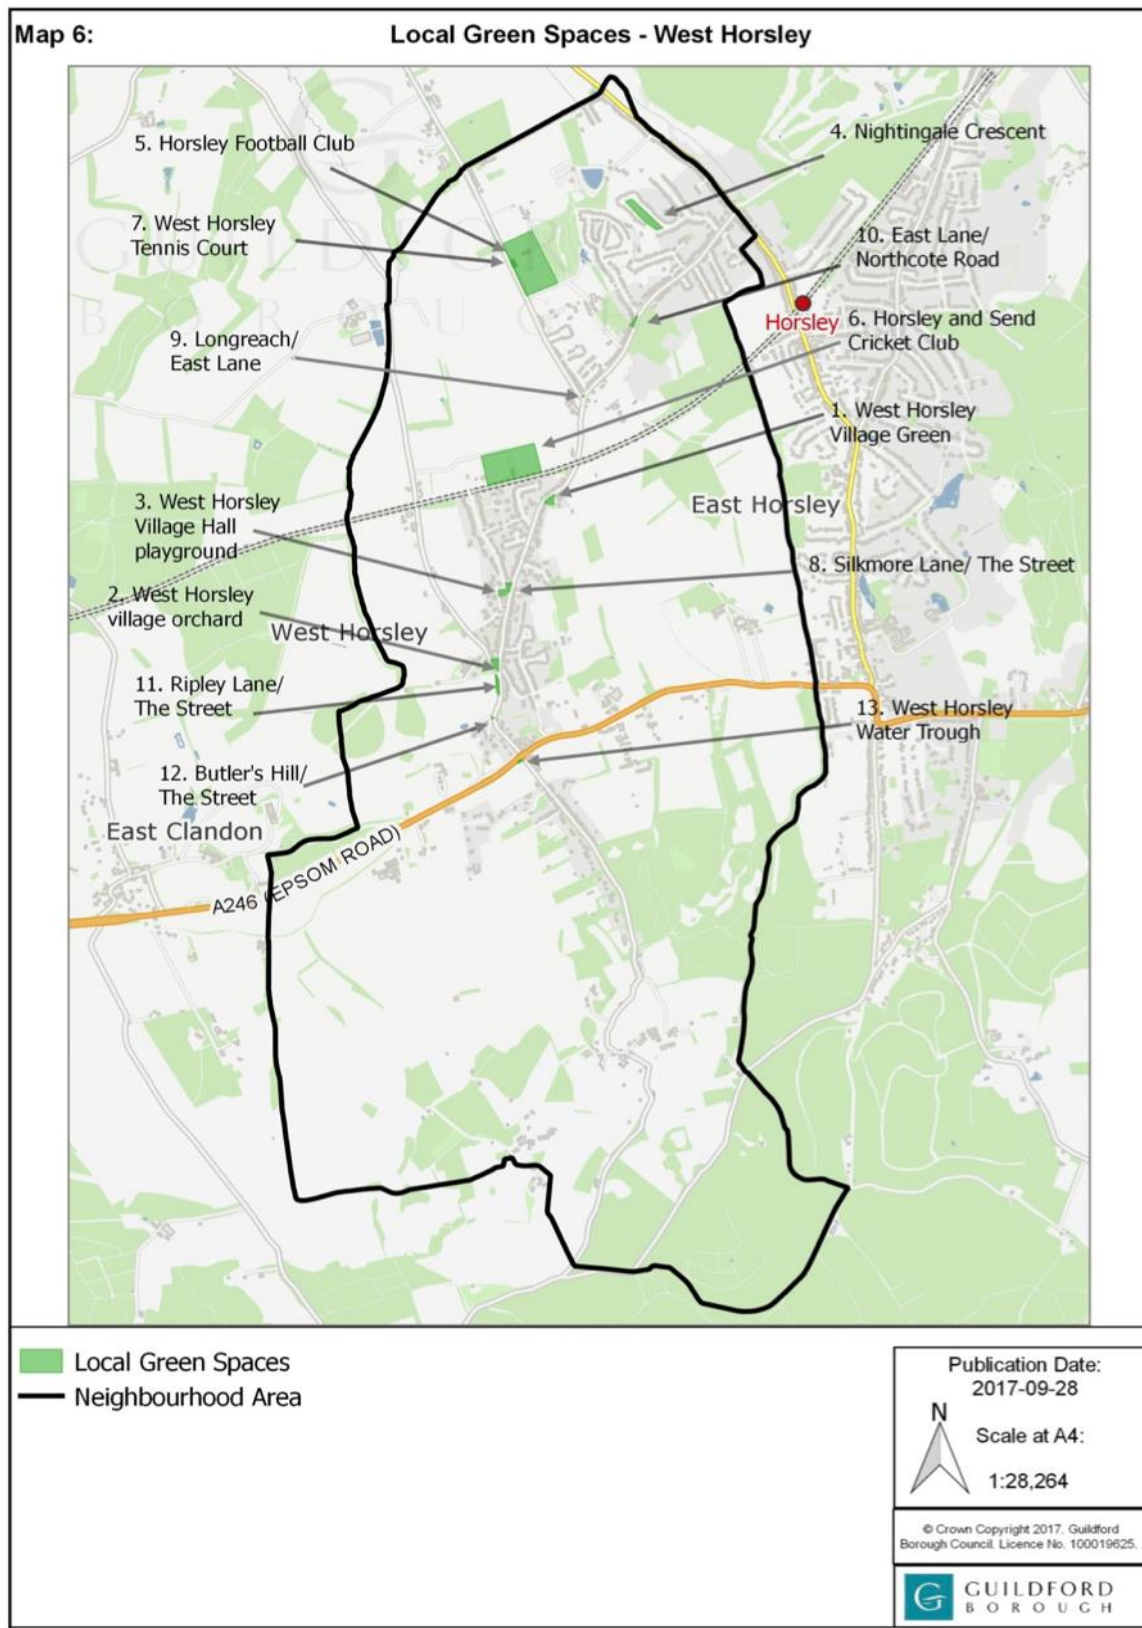 Map 6:
Local Green Spaces - West Horsley
5. Horsley Football Club
4. Nightingale Crescent
7. West Horsley
Tennis Court
10. East Lane/
Northcote Road
Horsley
6. Horsley and Send
Cricket Club
9. Longreach/
East Lane
1. West Horsley
Village Green
3. West Horsley
Village Hall
playground
East Horsley
8. Silkmore Lane/ The Street
2. West Horsley
village orchard
West Horsley
11. Ripley Lane/
The Street
13. West Horsley
Water Trough
12. Butler's Hill/
The Street
East Clandon
A246 (EPSOM ROAD)
Local Green Spaces
Neighbourhood Area
Publication Date:
2017-09-28
N
Scale at A4:
1:28,264
© Crown Copyright 2017. Guildford
Borough Council. Licence No. 100019625.
G
GUILDFORD
BOROUGH